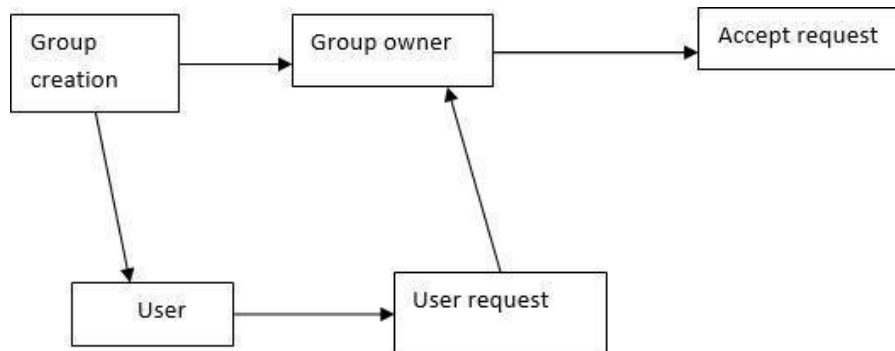 Group
creation
Group owner
Accept request
User
User request